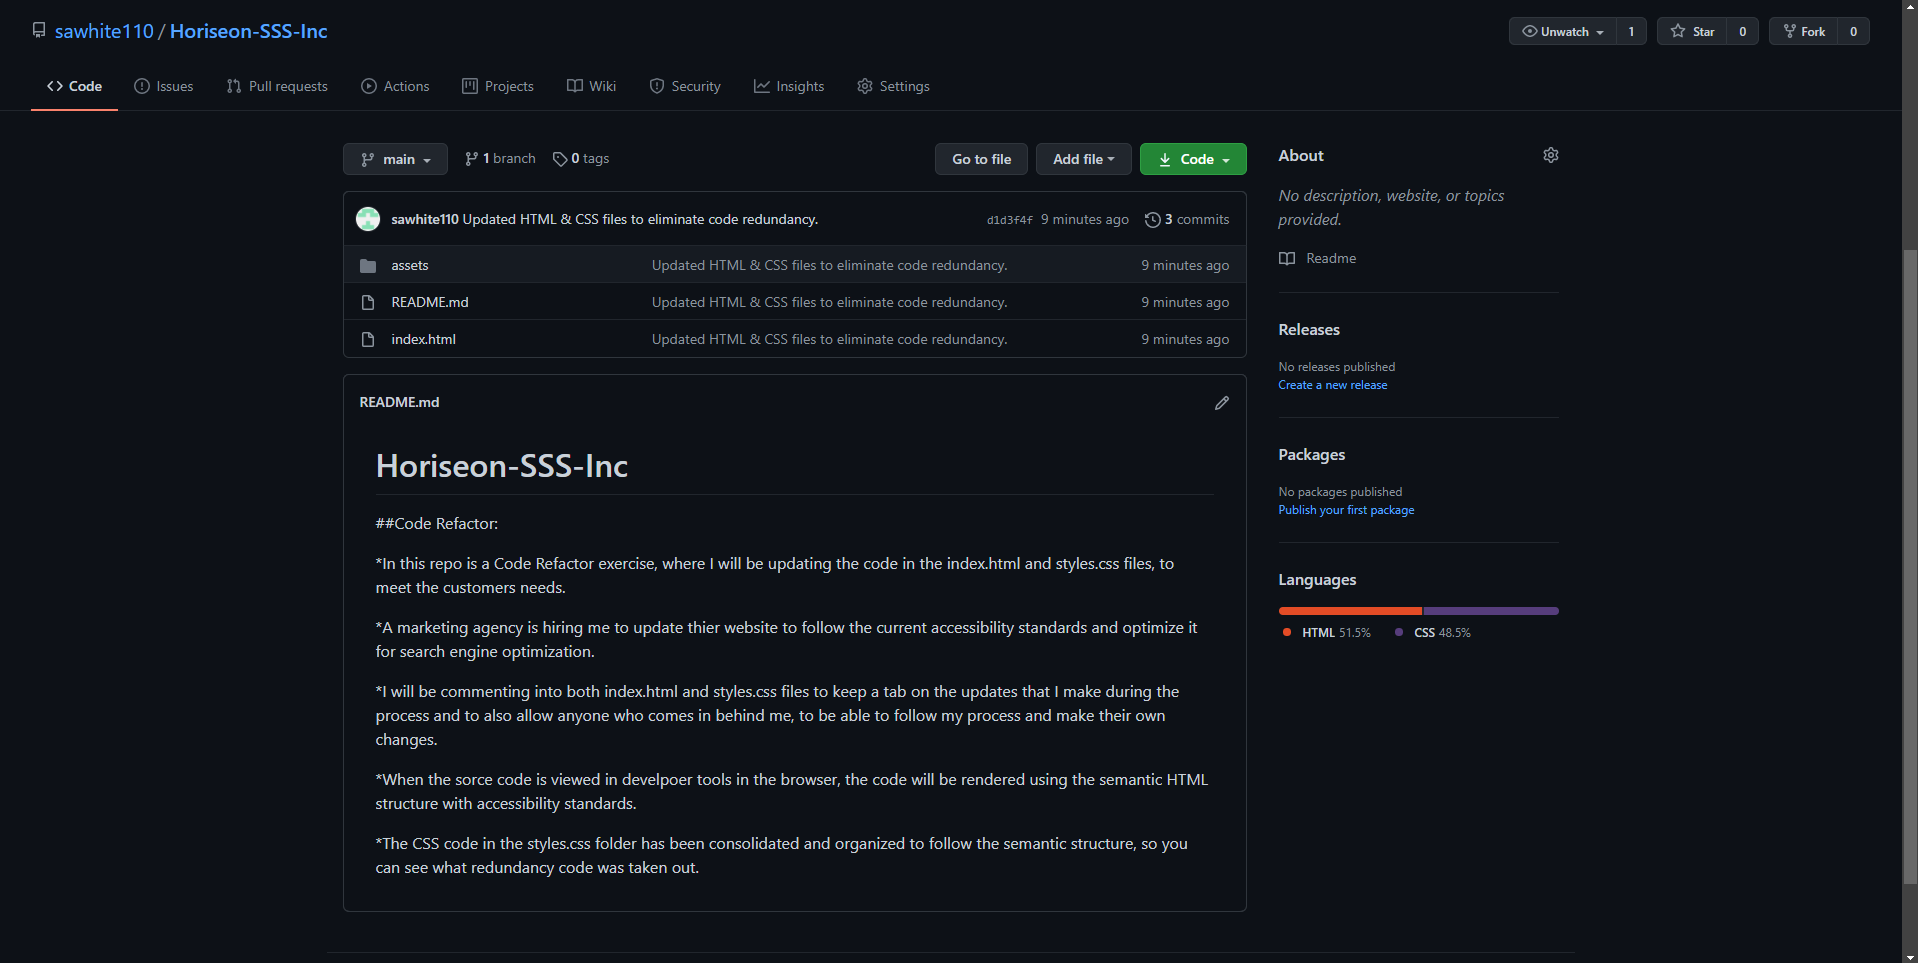 sawhite110 / Horiseon-SSS-Inc
Unwatch 1 Star 0 Fork 0
Code Issues Pull requests Actions Projects Wiki Security Insights Settings
main 1 branch 0 tags Go to file Add file Code
sawhite110 Updated HTML & CSS files to eliminate code redundancy. d1d3f4f 9 minutes ago 3 commits
assets Updated HTML & CSS files to eliminate code redundancy. 9 minutes ago
README.md Updated HTML & CSS files to eliminate code redundancy. 9 minutes ago
index.html Updated HTML & CSS files to eliminate code redundancy. 9 minutes ago
README.md
Horiseon-SSS-Inc
##Code Refactor:
*In this repo is a Code Refactor exercise, where I will be updating the code in the index.html and styles.css files, to
meet the customers needs.
*A marketing agency is hiring me to update thier website to follow the current accessibility standards and optimize it
for search engine optimization.
*I will be commenting into both index.html and styles.css files to keep a tab on the updates that I make during the
process and to also allow anyone who comes in behind me, to be able to follow my process and make their own
changes.
*When the sorce code is viewed in develpoer tools in the browser, the code will be rendered using the semantic HTML
structure with accessibility standards.
*The CSS code in the styles.css folder has been consolidated and organized to follow the semantic structure, so you
can see what redundancy code was taken out.
About
No description, website, or topics
provided.
Readme
Releases
No releases published
Create a new release
Packages
No packages published
Publish your first package
Languages
HTML 51.5% CSS 48.5%